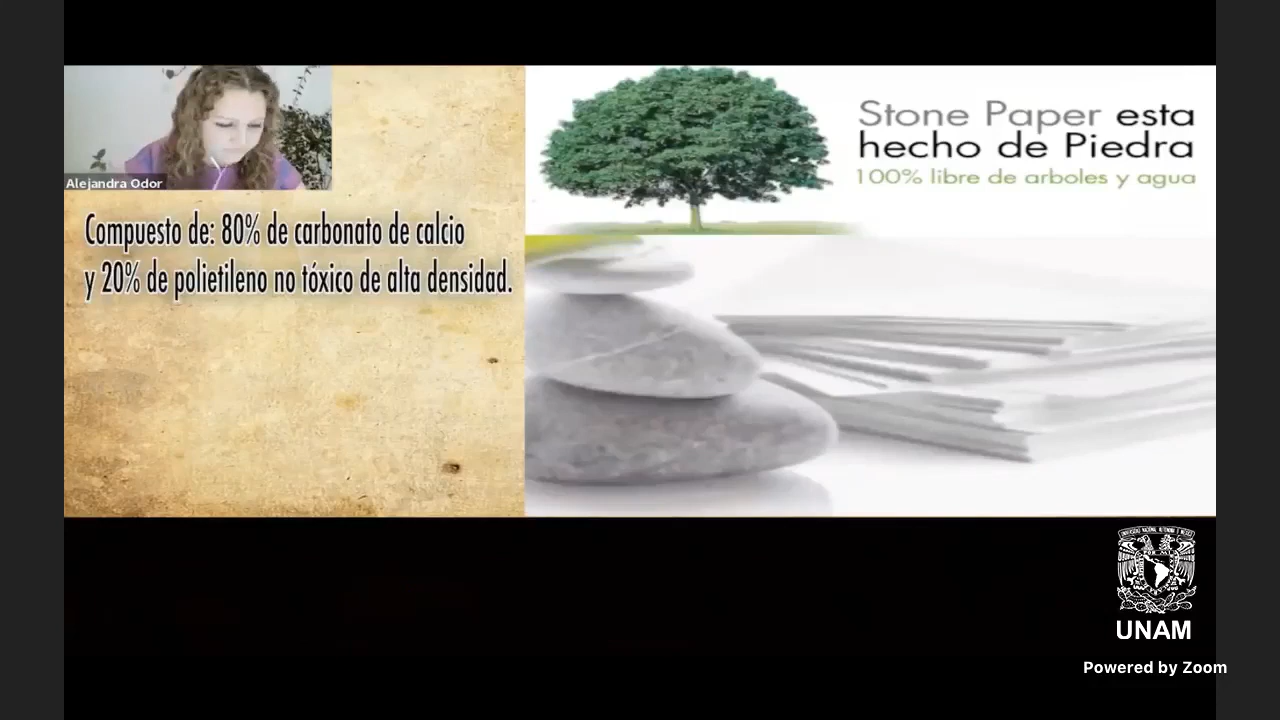 Alejandra Odor
Compuesto de: 80% de carbonato de calcio
y 20% de polietileno no tóxico de alta densidad.
Stone Paper esta
hecho de Piedra
100% libre de arboles y agua
UNAM
Powered by Zoom